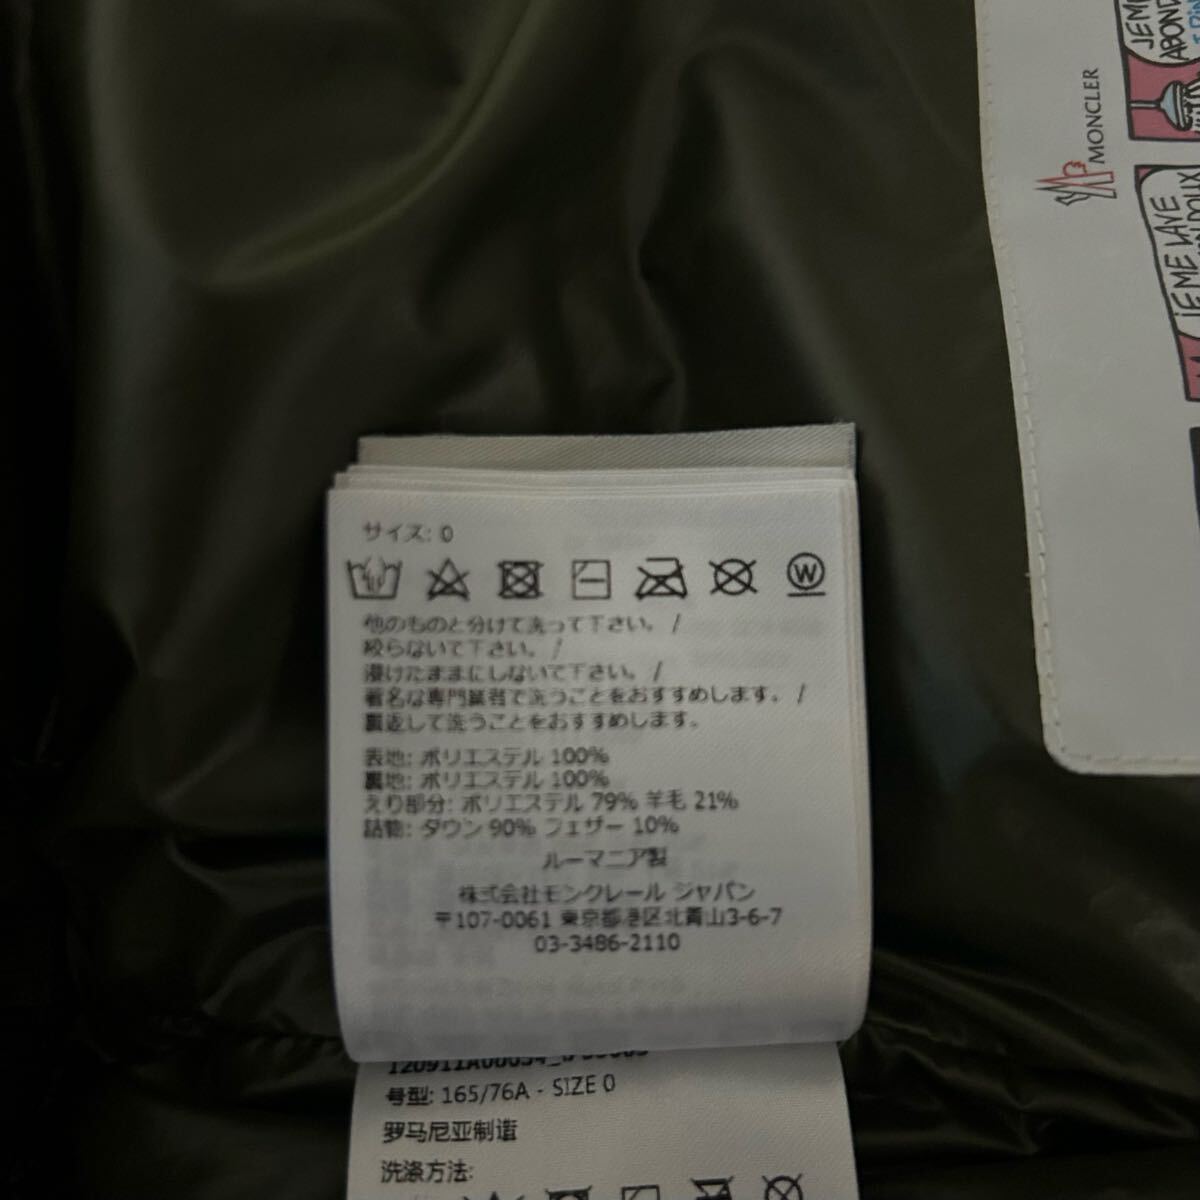 サイズ: 0
W
他のものと分けて洗って下さい。 /
絞らないで下さい。 /
浸けたままにしないで下さい。 /
著名な専門業者で洗うことをおすすめします。 /
裏返して洗うことをおすすめします。
表地: ポリエステル 100%
裏地: ポリエステル 100%
えり部分: ポリエステル 79% 羊毛 21%
詰物: ダウン 90% フェザー 10%
ルーマニア製
株式会社モンクレール ジャパン
〒107-0061 東京都港区北青山3-6-7
03-3486-2110
号型: 165/76A - SIZE 0
罗马尼亚制造
洗涤方法:
MONCLER
JE ME LAVE